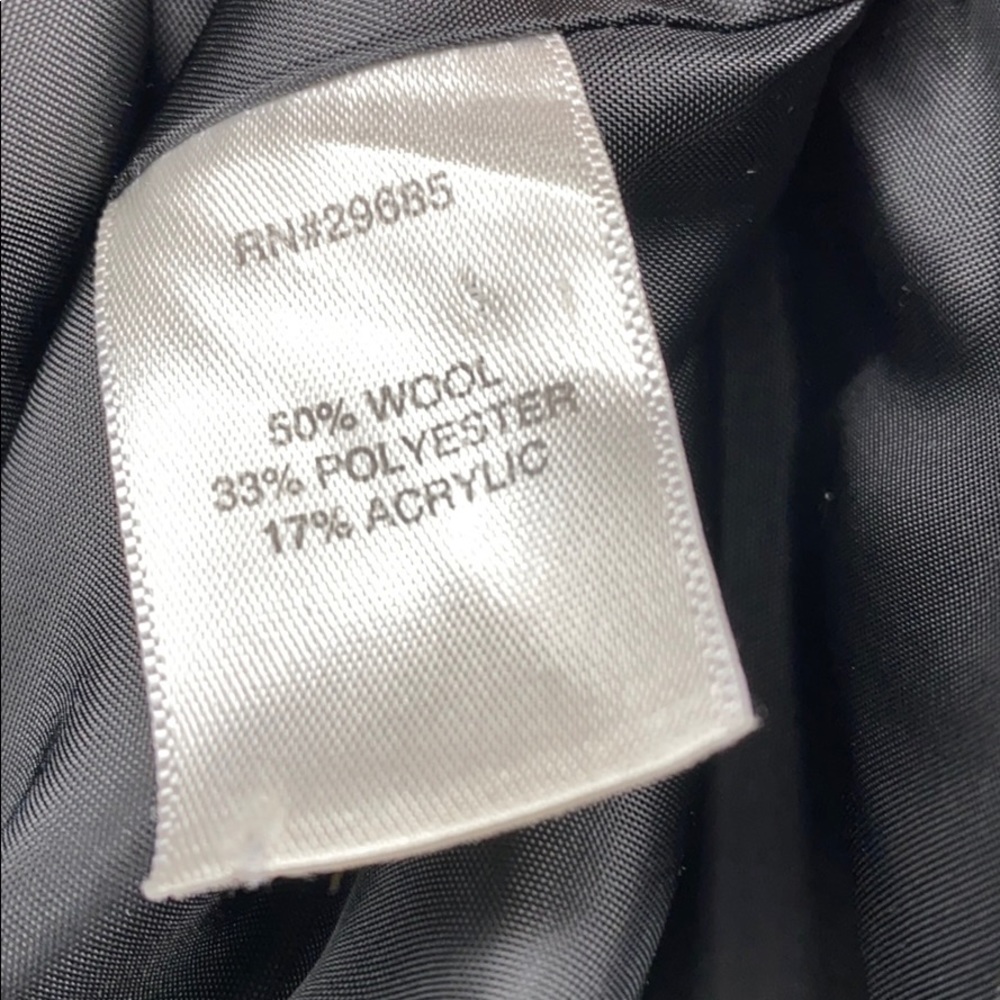 RN#29685
50% WOOL
33% POLYESTER
17% ACRYLIC